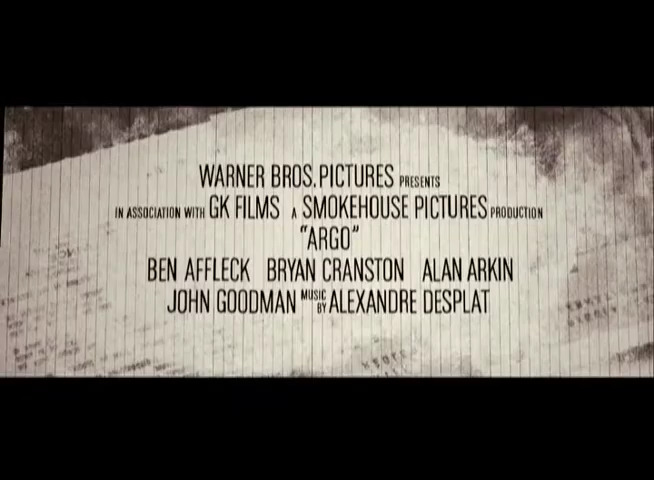 WARNER BROS. PICTURES PRESENTS
IN ASSOCIATION WITH GK FILMS A SMOKEHOUSE PICTURES PRODUCTION
"ARGO"
BEN AFFLECK BRYAN CRANSTON ALAN ARKIN
JOHN GOODMAN MUSIC BY ALEXANDRE DESPLAT